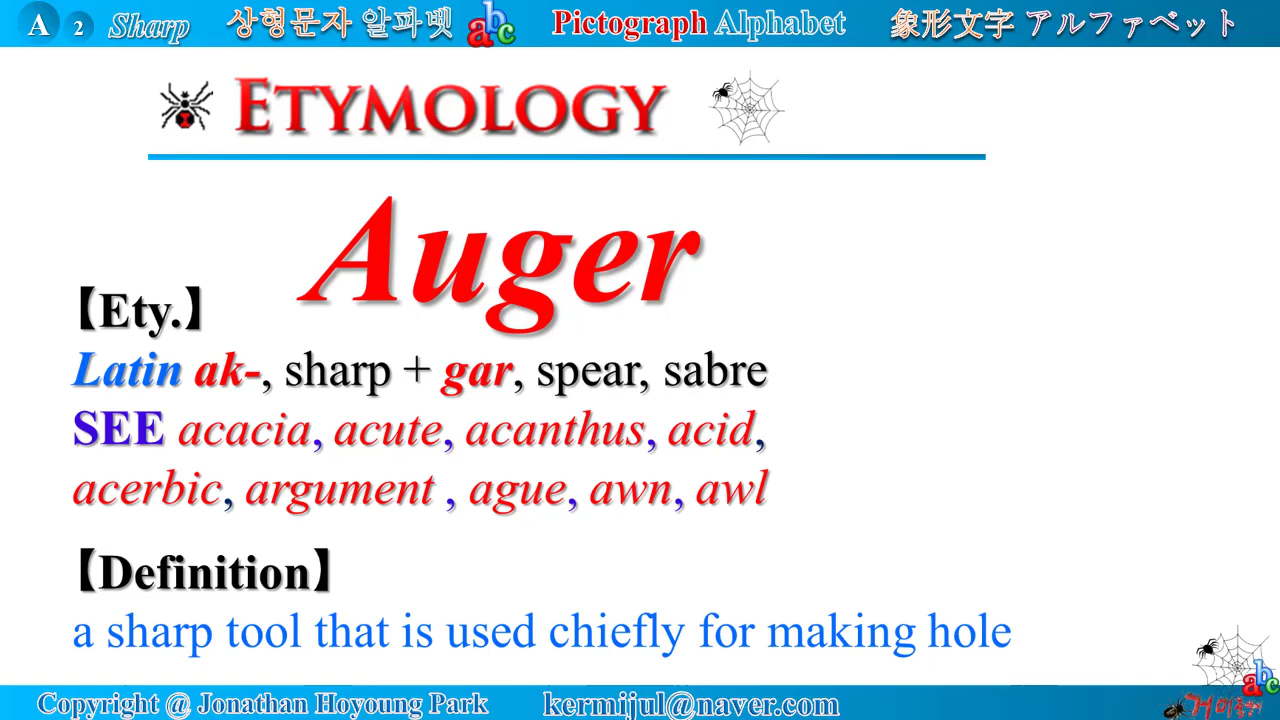 A 2 Sharp 상형문자 알파벳 abc Pictograph Alphabet 象形文字 アルファベット
ETYMOLOGY
Auger
【Ety.】
Latin ak-, sharp + gar, spear, sabre
SEE acacia, acute, acanthus, acid,
acerbic, argument , ague, awn, awl
【Definition】
a sharp tool that is used chiefly for making hole
abc
Copyright @ Jonathan Hoyoung Park kermijul@naver.com